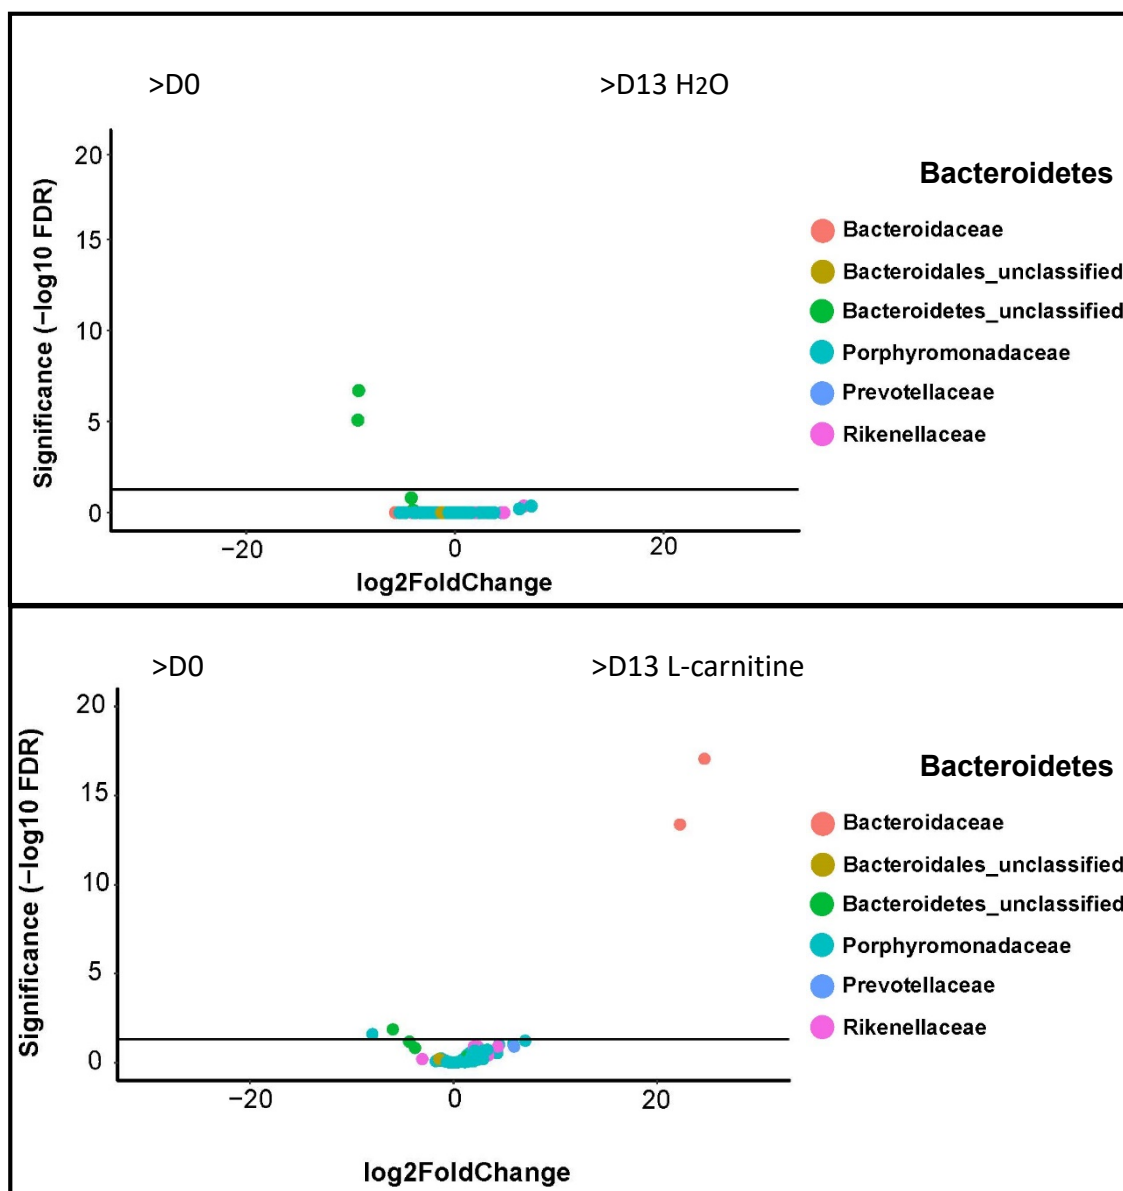 >D0 >D13 H2O
Significance (−log10 FDR)
20
15
10
5
0
−20 0 20
log2FoldChange
Bacteroidetes
Bacteroidaceae
Bacteroidales_unclassified
Bacteroidetes_unclassified
Porphyromonadaceae
Prevotellaceae
Rikenellaceae
>D0 >D13 L-carnitine
Significance (−log10 FDR)
20
15
10
5
0
−20 0 20
log2FoldChange
Bacteroidetes
Bacteroidaceae
Bacteroidales_unclassified
Bacteroidetes_unclassified
Porphyromonadaceae
Prevotellaceae
Rikenellaceae